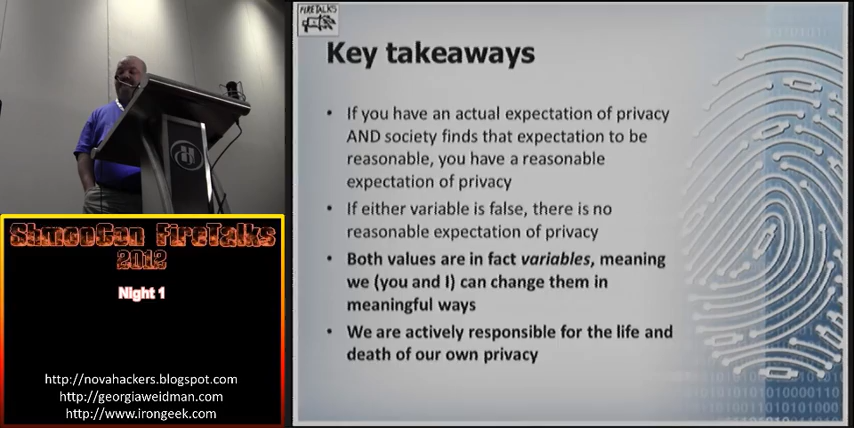 FIRETALKS
Key takeaways
• If you have an actual expectation of privacy
AND society finds that expectation to be
reasonable, you have a reasonable
expectation of privacy
• If either variable is false, there is no
reasonable expectation of privacy
• Both values are in fact variables, meaning
we (you and I) can change them in
meaningful ways
• We are actively responsible for the life and
death of our own privacy
ShmooCon FireTalks
2012
Night 1
http://novahackers.blogspot.com
http://georgiaweidman.com
http://www.irongeek.com